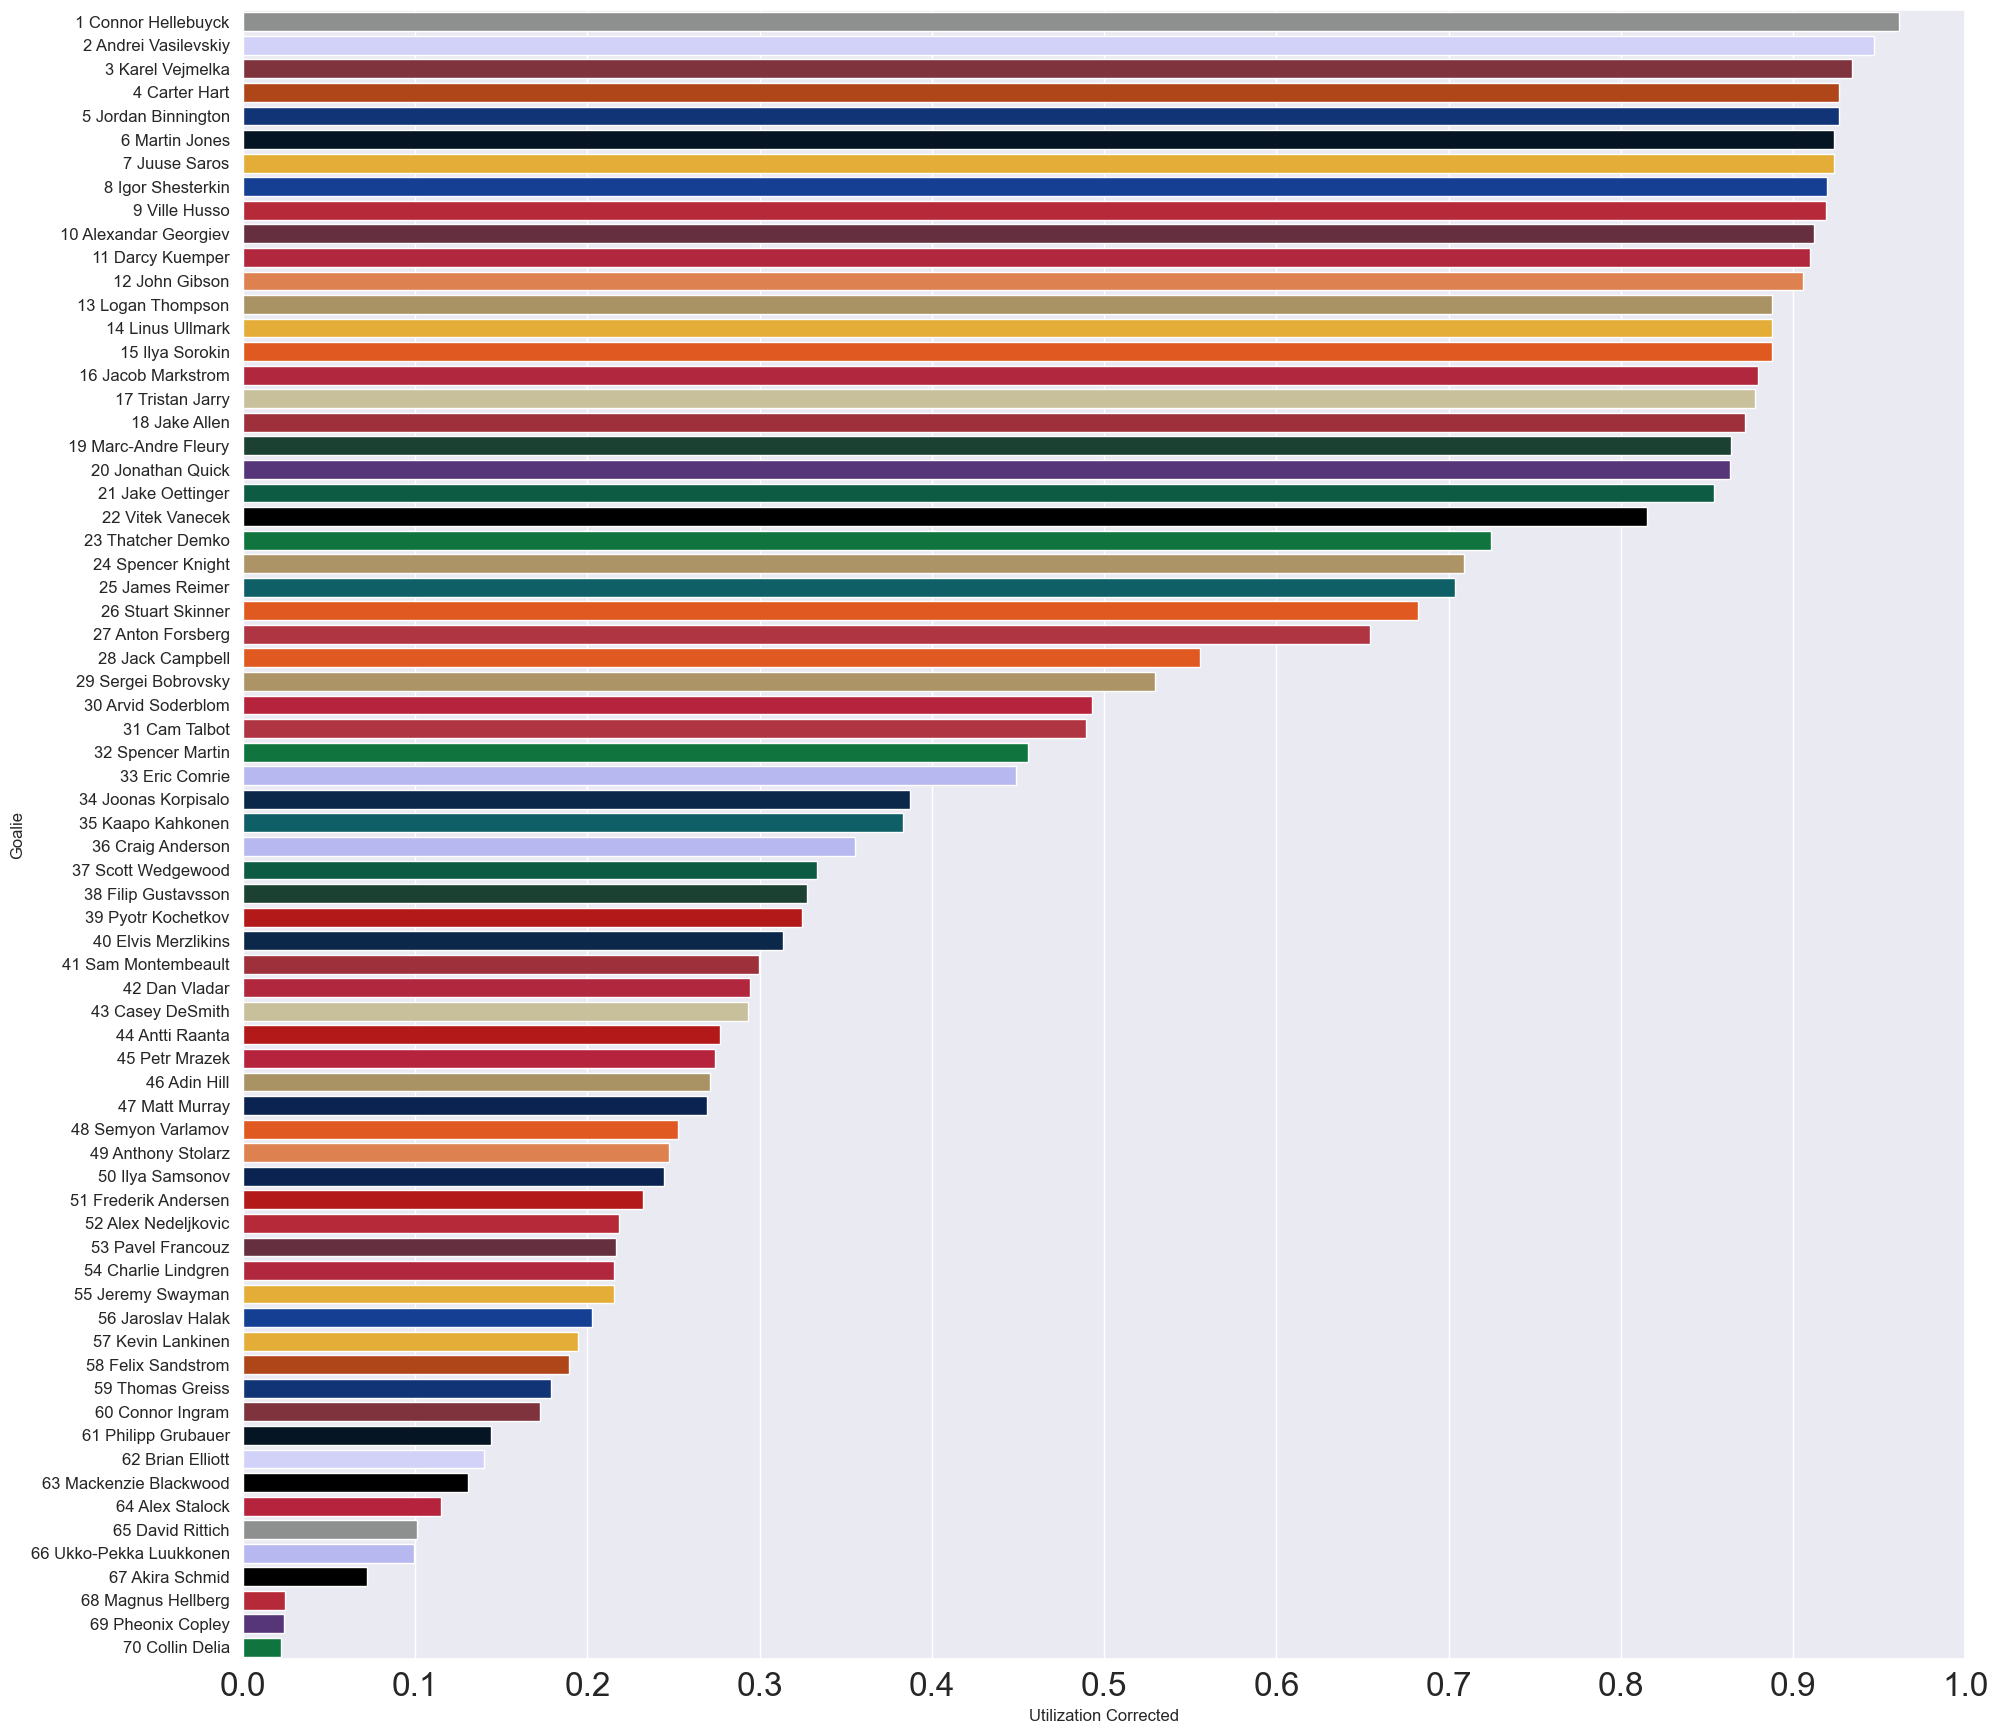 1 Connor Hellebuyck
2 Andrei Vasilevskiy
3 Karel Vejmelka
4 Carter Hart
5 Jordan Binnington
6 Martin Jones
7 Juuse Saros
8 Igor Shesterkin
9 Ville Husso
10 Alexandar Georgiev
11 Darcy Kuemper
12 John Gibson
13 Logan Thompson
14 Linus Ullmark
15 Ilya Sorokin
16 Jacob Markstrom
17 Tristan Jarry
18 Jake Allen
19 Marc-Andre Fleury
20 Jonathan Quick
21 Jake Oettinger
22 Vitek Vanecek
23 Thatcher Demko
24 Spencer Knight
25 James Reimer
26 Stuart Skinner
27 Anton Forsberg
28 Jack Campbell
29 Sergei Bobrovsky
30 Arvid Soderblom
31 Cam Talbot
32 Spencer Martin
33 Eric Comrie
34 Joonas Korpisalo
35 Kaapo Kahkonen
36 Craig Anderson
37 Scott Wedgewood
38 Filip Gustavsson
39 Pyotr Kochetkov
40 Elvis Merzlikins
41 Sam Montembeault
42 Dan Vladar
43 Casey DeSmith
44 Antti Raanta
45 Petr Mrazek
46 Adin Hill
47 Matt Murray
48 Semyon Varlamov
49 Anthony Stolarz
50 Ilya Samsonov
51 Frederik Andersen
52 Alex Nedeljkovic
53 Pavel Francouz
54 Charlie Lindgren
55 Jeremy Swayman
56 Jaroslav Halak
57 Kevin Lankinen
58 Felix Sandstrom
59 Thomas Greiss
60 Connor Ingram
61 Philipp Grubauer
62 Brian Elliott
63 Mackenzie Blackwood
64 Alex Stalock
65 David Rittich
66 Ukko-Pekka Luukkonen
67 Akira Schmid
68 Magnus Hellberg
69 Pheonix Copley
70 Collin Delia
Goalie
0.0 0.1 0.2 0.3 0.4 0.5 0.6 0.7 0.8 0.9 1.0
Utilization Corrected